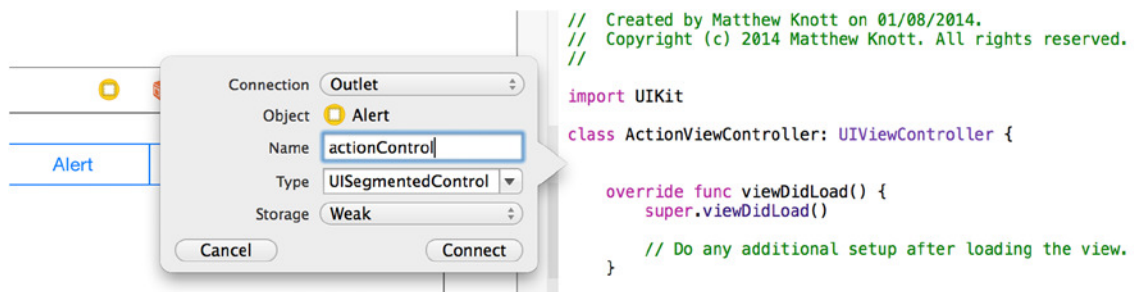 Alert
Connection Outlet
Object Alert
Name actionControl
Type UISegmentedControl
Storage Weak
Cancel Connect
// Created by Matthew Knott on 01/08/2014.
// Copyright (c) 2014 Matthew Knott. All rights reserved.
//
import UIKit
class ActionViewController: UIViewController {
override func viewDidLoad() {
super.viewDidLoad()
// Do any additional setup after loading the view.
}